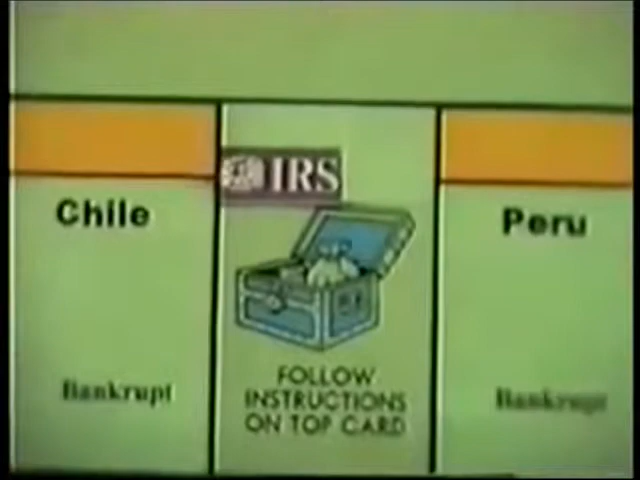 IRS
Chile
Peru
FOLLOW
INSTRUCTIONS
ON TOP CARD
Bankrupt
Bankrupt